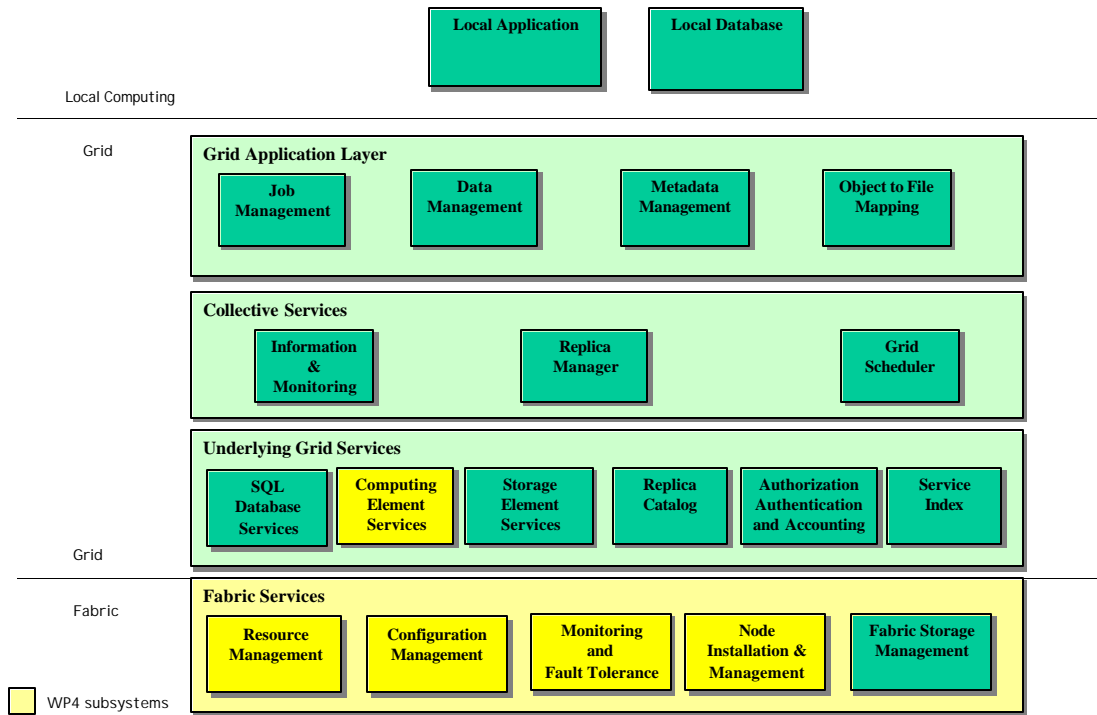 Local Application
Local Database
Local Computing
Grid
Grid Application Layer
Job
Management
Data
Management
Metadata
Management
Object to File
Mapping
Collective Services
Information
&
Monitoring
Replica
Manager
Grid
Scheduler
Underlying Grid Services
SQL
Database
Services
Computing
Element
Services
Storage
Element
Services
Replica
Catalog
Authorization
Authentication
and Accounting
Service
Index
Grid
Fabric
Fabric Services
Resource
Management
Configuration
Management
Monitoring
and
Fault Tolerance
Node
Installation &
Management
Fabric Storage
Management
WP4 subsystems